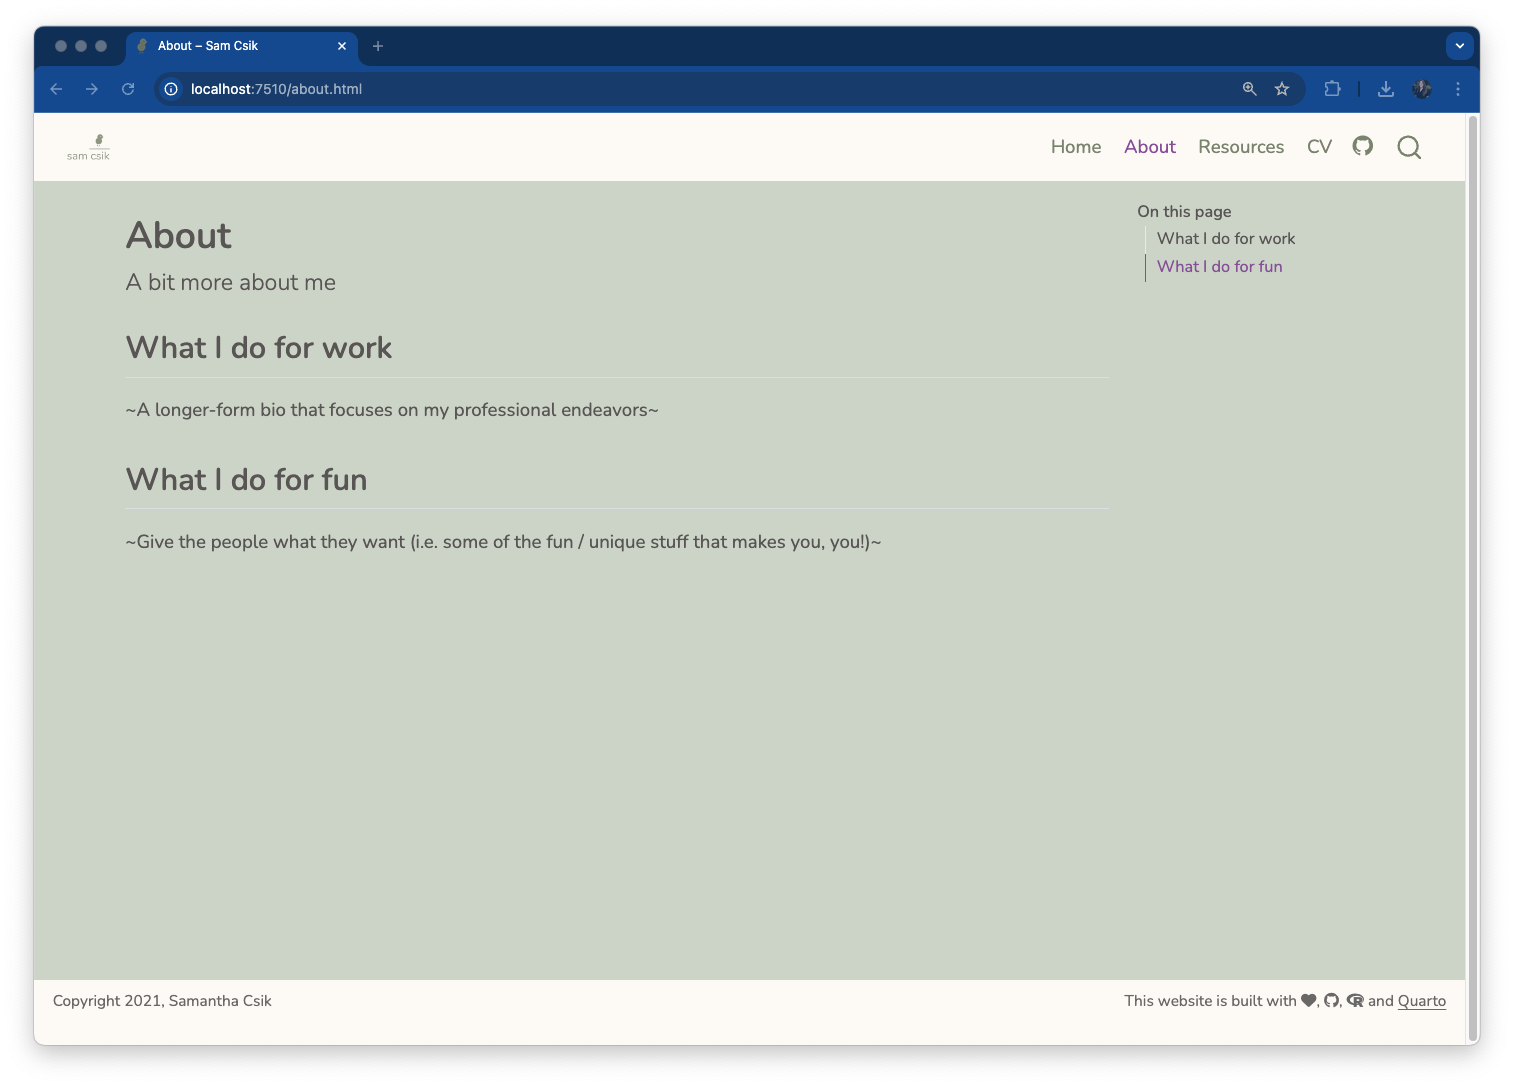 About – Sam Csik
localhost:7510/about.html
sam csik
Home About Resources CV
On this page
What I do for work
What I do for fun
About
A bit more about me
What I do for work
~A longer-form bio that focuses on my professional endeavors~
What I do for fun
~Give the people what they want (i.e. some of the fun / unique stuff that makes you, you!)~
Copyright 2021, Samantha Csik
This website is built with , , and Quarto